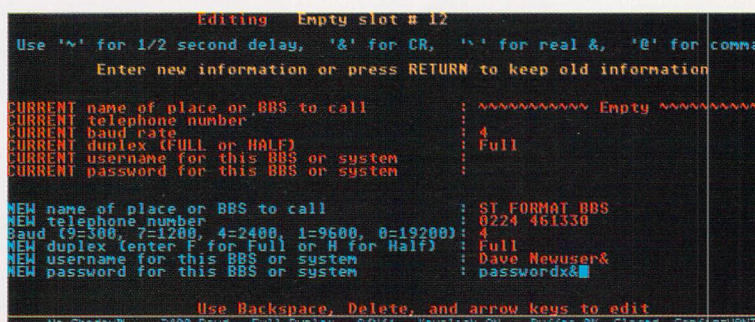 Editing Empty slot # 12
Use '~' for 1/2 second delay, '&' for CR, '`' for real &, '@' for comma
Enter new information or press RETURN to keep old information
CURRENT name of place or BBS to call : ~~~~~~~~~~~ Empty ~~~~~~~~~~
CURRENT telephone number :
CURRENT baud rate : 4
CURRENT duplex (FULL or HALF) : Full
CURRENT username for this BBS or system :
CURRENT password for this BBS or system :
NEW name of place or BBS to call : ST FORMAT BBS
NEW telephone number : 0224 461330
Baud (9=300, 7=1200, 4=2400, 1=9600, 0=19200): 4
NEW duplex (enter F for Full or H for Half) : Full
NEW username for this BBS or system : Dave Newuser&
NEW password for this BBS or system : passwordx&
Use Backspace, Delete, and arrow keys to edit
2400 Baud Full Duplex